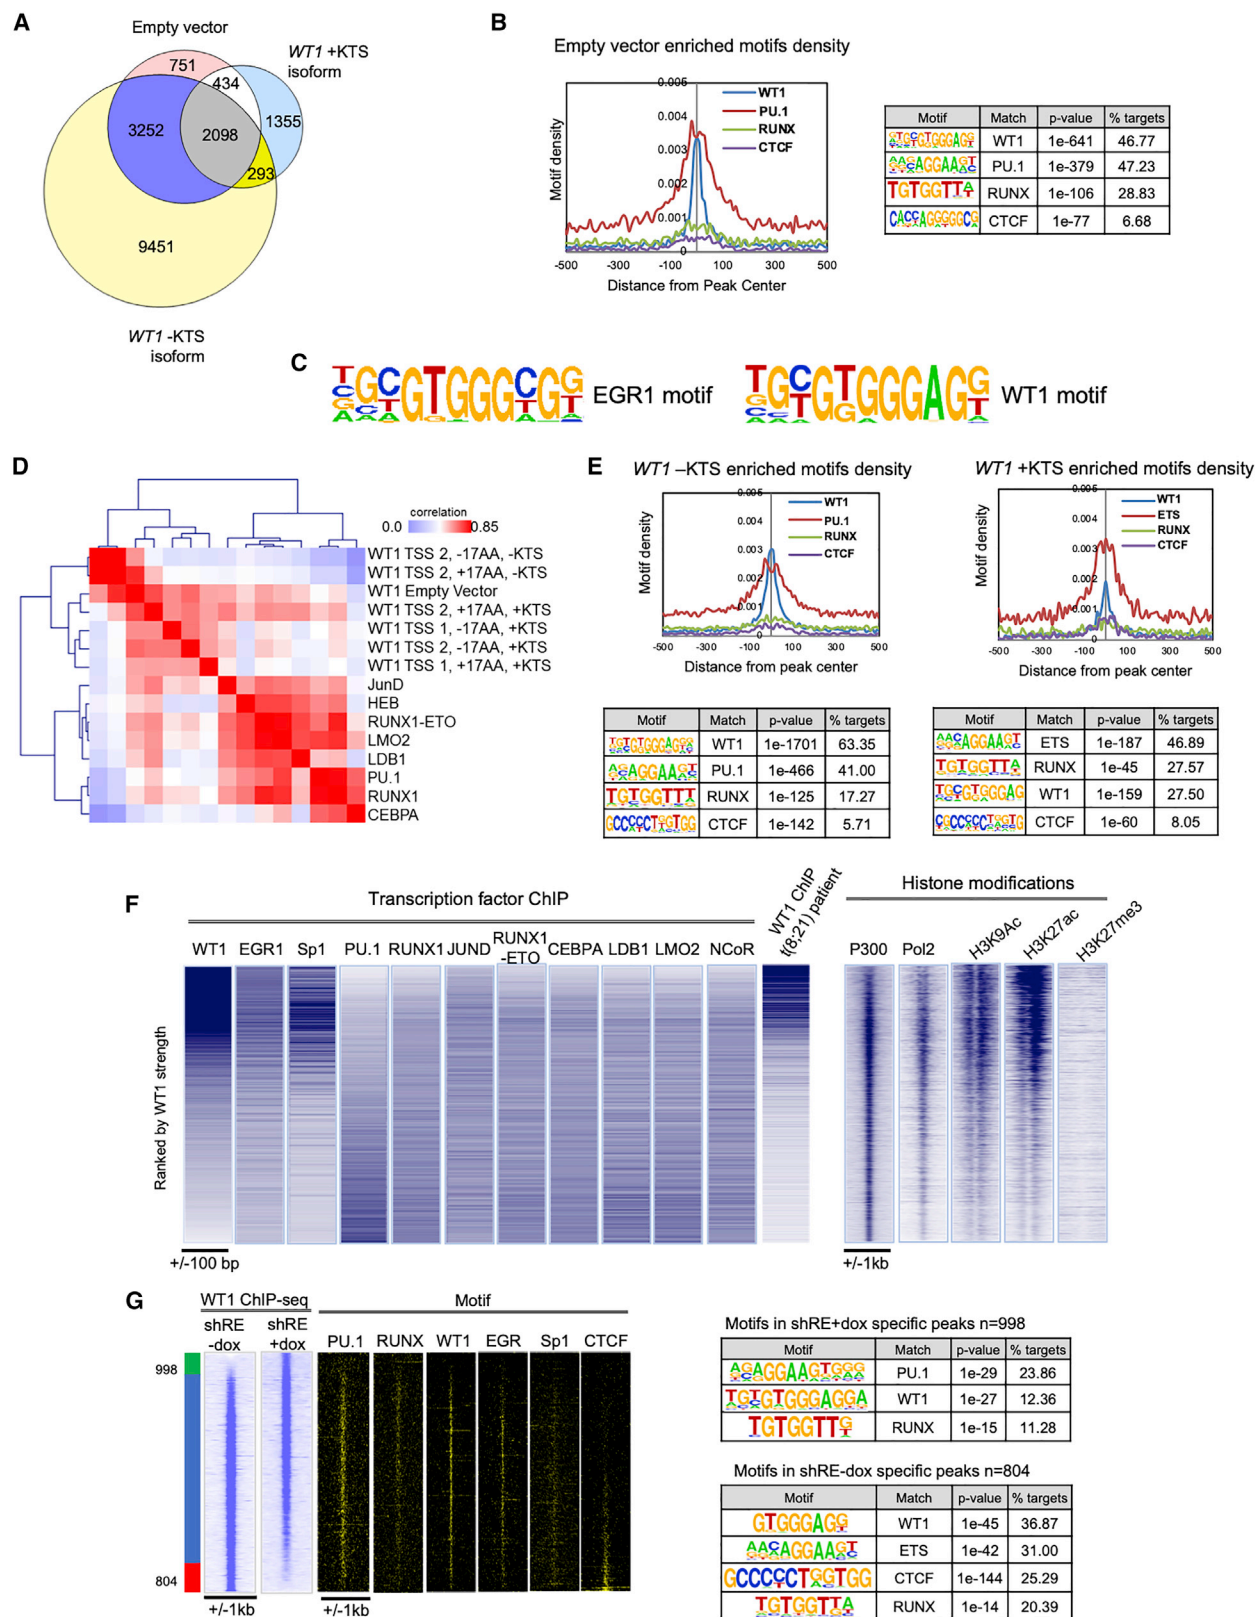 A
Empty vector
WT1 +KTS
isoform
751
434
1355
3252
2098
293
9451
WT1 -KTS
isoform
B
Empty vector enriched motifs density
Motif density
0.005
0.004
0.003
0.002
0.001
0
WT1
PU.1
RUNX
CTCF
-500 -300 -100 100 300 500
Distance from Peak Center
Motif Match p-value % targets
WT1 1e-641 46.77
PU.1 1e-379 47.23
TGTGGTT RUNX 1e-106 28.83
CTCF 1e-77 6.68
C
EGR1 motif
WT1 motif
D
correlation
0.0 0.85
WT1 TSS 2, -17AA, -KTS
WT1 TSS 2, +17AA, -KTS
WT1 Empty Vector
WT1 TSS 2, +17AA, +KTS
WT1 TSS 1, -17AA, +KTS
WT1 TSS 2, -17AA, +KTS
WT1 TSS 1, +17AA, +KTS
JunD
HEB
RUNX1-ETO
LMO2
LDB1
PU.1
RUNX1
CEBPA
E
WT1 –KTS enriched motifs density
Motif density
0.005
0.004
0.003
0.002
0.001
0
WT1
PU.1
RUNX
CTCF
-500 -300 -100 100 300 500
Distance from peak center
Motif Match p-value % targets
WT1 1e-1701 63.35
PU.1 1e-466 41.00
TGTGGTTT RUNX 1e-125 17.27
CTCF 1e-142 5.71
WT1 +KTS enriched motifs density
Motif density
0.005
0.004
0.003
0.002
0.001
0
WT1
ETS
RUNX
CTCF
-500 -300 -100 100 300 500
Distance from peak center
Motif Match p-value % targets
ETS 1e-187 46.89
RUNX 1e-45 27.57
WT1 1e-159 27.50
CTCF 1e-60 8.05
F
Transcription factor ChIP
WT1 EGR1 Sp1 PU.1 RUNX1 JUND RUNX1
-ETO CEBPA LDB1 LMO2 NCoR
WT1 ChIP
t(8;21) patient
Histone modifications
P300 Pol2 H3K9Ac H3K27ac H3K27me3
Ranked by WT1 strength
+/-100 bp
+/-1kb
G
WT1 ChIP-seq
shRE
-dox
shRE
+dox
Motif
PU.1 RUNX WT1 EGR Sp1 CTCF
998
804
+/-1kb
+/-1kb
Motifs in shRE+dox specific peaks n=998
Motif Match p-value % targets
PU.1 1e-29 23.86
WT1 1e-27 12.36
RUNX 1e-15 11.28
Motifs in shRE-dox specific peaks n=804
Motif Match p-value % targets
WT1 1e-45 36.87
ETS 1e-42 31.00
CTCF 1e-144 25.29
RUNX 1e-14 20.39